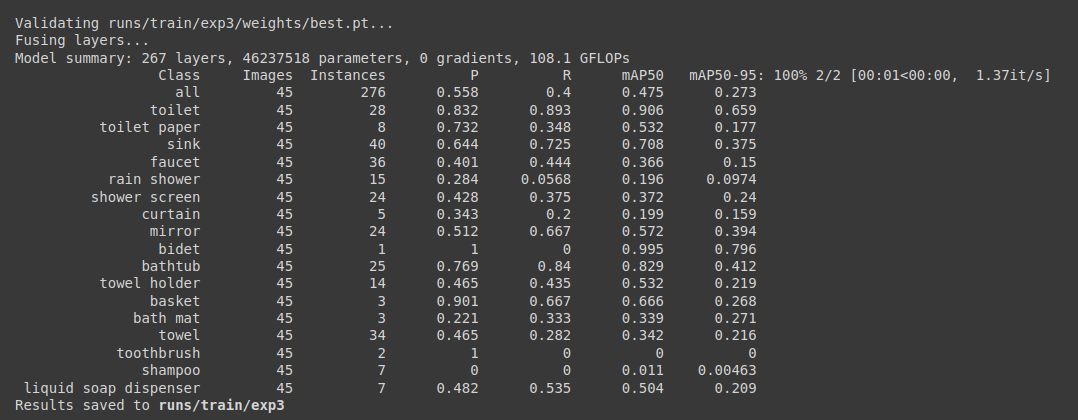 Validating runs/train/exp3/weights/best.pt...
Fusing layers...
Model summary: 267 layers, 46237518 parameters, 0 gradients, 108.1 GFLOPs
Class Images Instances P R mAP50 mAP50-95: 100% 2/2 [00:01<00:00, 1.37it/s]
all 45 276 0.558 0.4 0.475 0.273
toilet 45 28 0.832 0.893 0.906 0.659
toilet paper 45 8 0.732 0.348 0.532 0.177
sink 45 40 0.644 0.725 0.708 0.375
faucet 45 36 0.401 0.444 0.366 0.15
rain shower 45 15 0.284 0.0568 0.196 0.0974
shower screen 45 24 0.428 0.375 0.372 0.24
curtain 45 5 0.343 0.2 0.199 0.159
mirror 45 24 0.512 0.667 0.572 0.394
bidet 45 1 1 0 0.995 0.796
bathtub 45 25 0.769 0.84 0.829 0.412
towel holder 45 14 0.465 0.435 0.532 0.219
basket 45 3 0.901 0.667 0.666 0.268
bath mat 45 3 0.221 0.333 0.339 0.271
towel 45 34 0.465 0.282 0.342 0.216
toothbrush 45 2 1 0 0 0
shampoo 45 7 0 0 0.011 0.00463
liquid soap dispenser 45 7 0.482 0.535 0.504 0.209
Results saved to runs/train/exp3